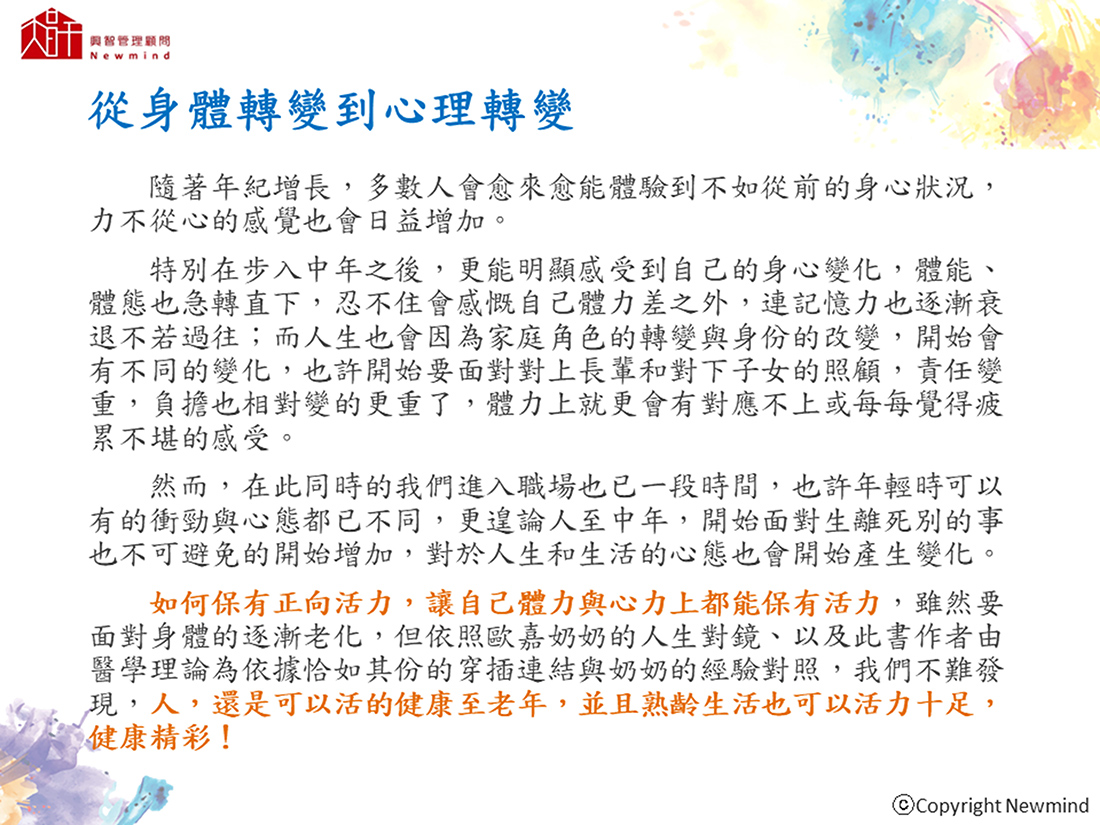 興智管理顧問
Newmind
從身體轉變到心理轉變
隨著年紀增長，多數人會愈來愈能體驗到不如從前的身心狀況，
力不從心的感覺也會日益增加。
特別在步入中年之後，更能明顯感受到自己的身心變化，體能、
體態也急轉直下，忍不住會感慨自己體力差之外，連記憶力也逐漸衰
退不若過往；而人生也會因為家庭角色的轉變與身份的改變，開始會
有不同的變化，也許開始要面對對上長輩和對下子女的照顧，責任變
重，負擔也相對變的更重了，體力上就更會有對應不上或每每覺得疲
累不堪的感受。
然而，在此同時的我們進入職場也已一段時間，也許年輕時可以
有的衝勁與心態都已不同，更遑論人至中年，開始面對生離死別的事
也不可避免的開始增加，對於人生和生活的心態也會開始產生變化。
如何保有正向活力，讓自己體力與心力上都能保有活力，雖然要
面對身體的逐漸老化，但依照歐嘉奶奶的人生對鏡、以及此書作者由
醫學理論為依據恰如其份的穿插連結與奶奶的經驗對照，我們不難發
現，人，還是可以活的健康至老年，並且熟齡生活也可以活力十足，
健康精彩！
ⓒCopyright Newmind